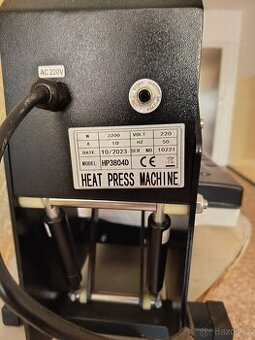 AC 220V
W 2200 VOLT 220
A 10 HZ 50
DATE 10/2023 SER NO 10221
MODEL HP3804D CE
HEAT PRESS MACHINE